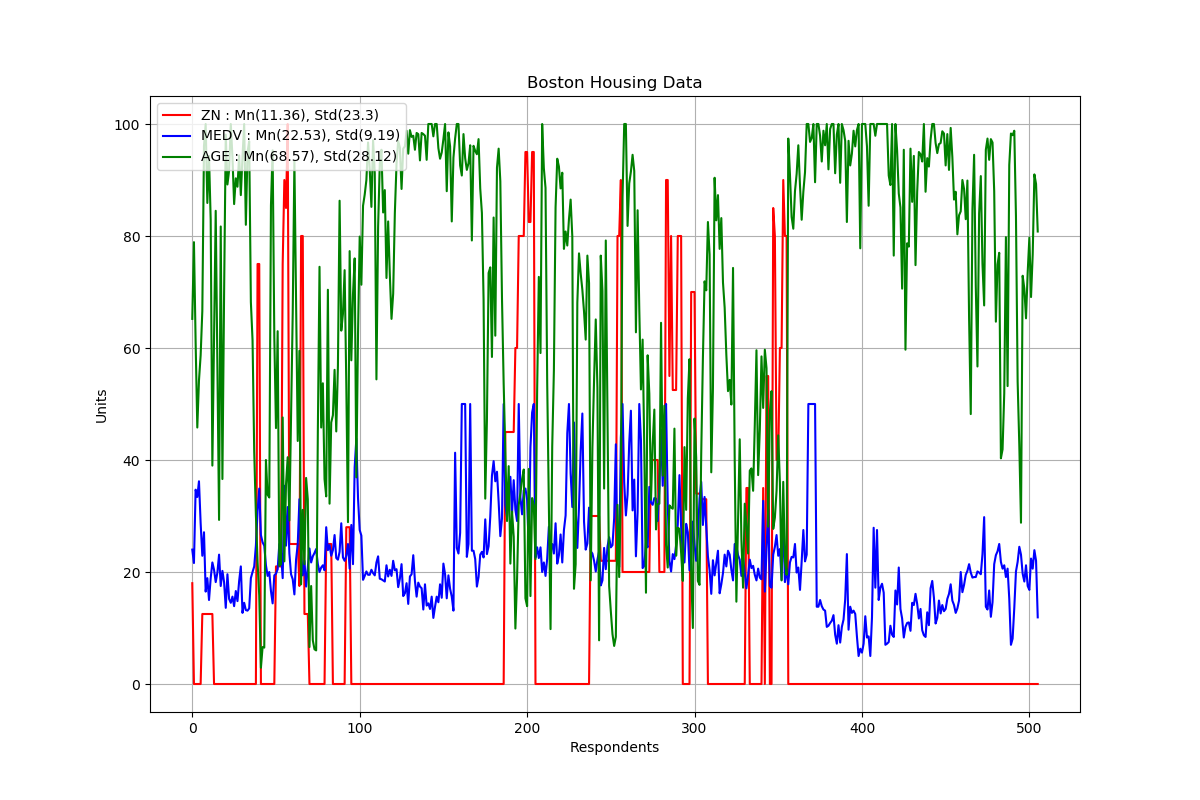 Boston Housing Data
ZN : Mn(11.36), Std(23.3)
MEDV : Mn(22.53), Std(9.19)
AGE : Mn(68.57), Std(28.12)
100
80
60
40
20
0
Units
0 100 200 300 400 500
Respondents